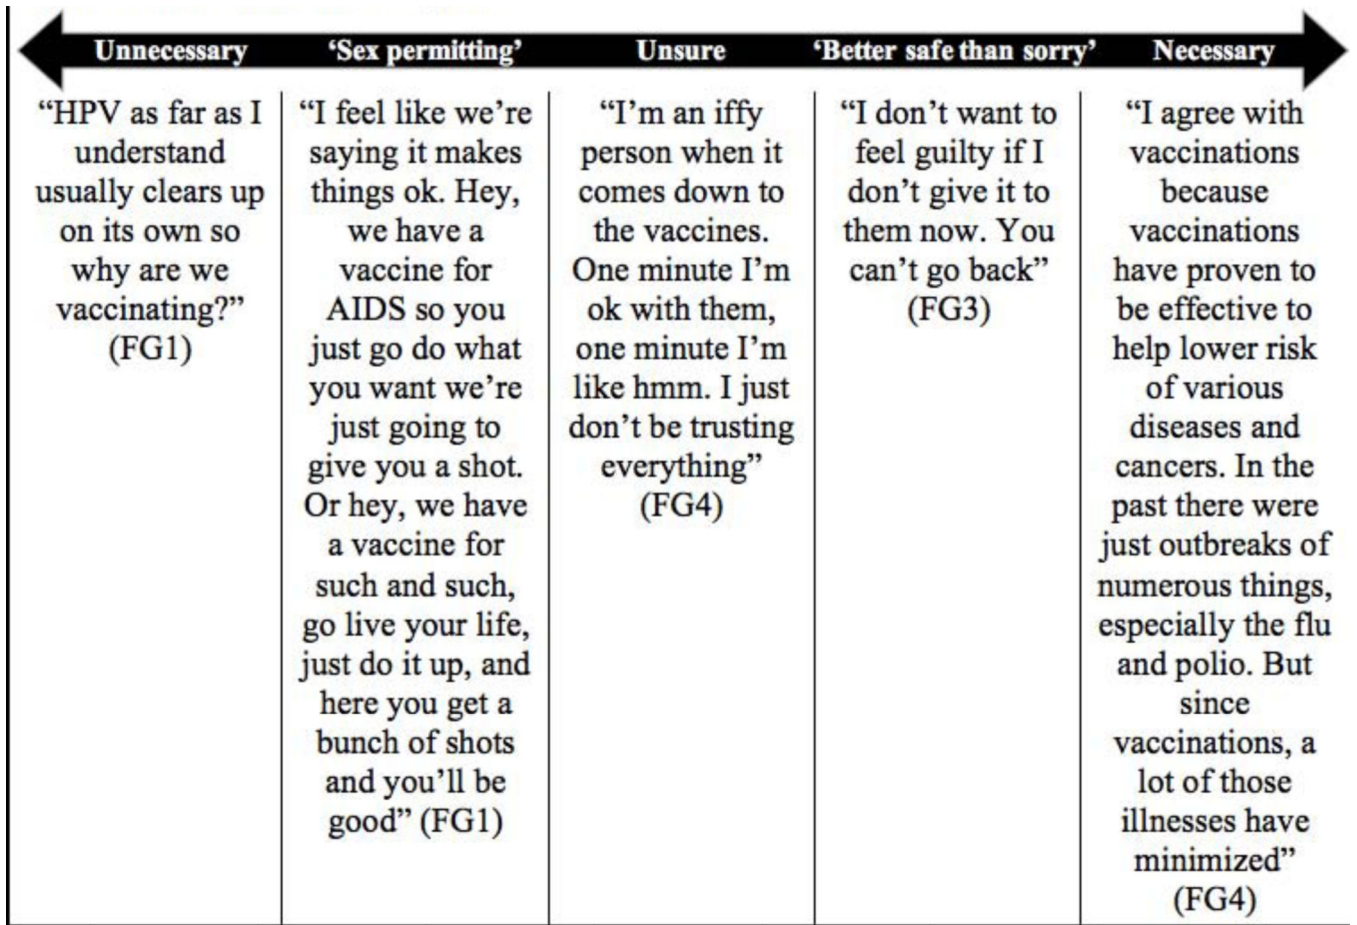 Unnecessary
'Sex permitting'
Unsure
'Better safe than sorry'
Necessary
“HPV as far as I
understand
usually clears up
on its own so
why are we
vaccinating?”
(FG1)
“I feel like we’re
saying it makes
things ok. Hey,
we have a
vaccine for
AIDS so you
just go do what
you want we’re
just going to
give you a shot.
Or hey, we have
a vaccine for
such and such,
go live your life,
just do it up, and
here you get a
bunch of shots
and you’ll be
good” (FG1)
“I’m an iffy
person when it
comes down to
the vaccines.
One minute I’m
ok with them,
one minute I’m
like hmm. I just
don’t be trusting
everything”
(FG4)
“I don’t want to
feel guilty if I
don’t give it to
them now. You
can’t go back”
(FG3)
“I agree with
vaccinations
because
vaccinations
have proven to
be effective to
help lower risk
of various
diseases and
cancers. In the
past there were
just outbreaks of
numerous things,
especially the flu
and polio. But
since
vaccinations, a
lot of those
illnesses have
minimized”
(FG4)